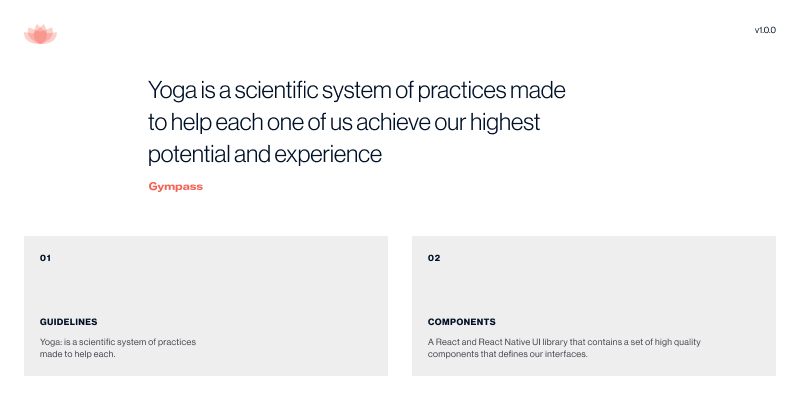 v1.0.0
Yoga is a scientific system of practices made
to help each one of us achieve our highest
potential and experience
Gympass
01
GUIDELINES
Yoga: is a scientific system of practices
made to help each.
02
COMPONENTS
A React and React Native UI library that contains a set of high quality
components that defines our interfaces.